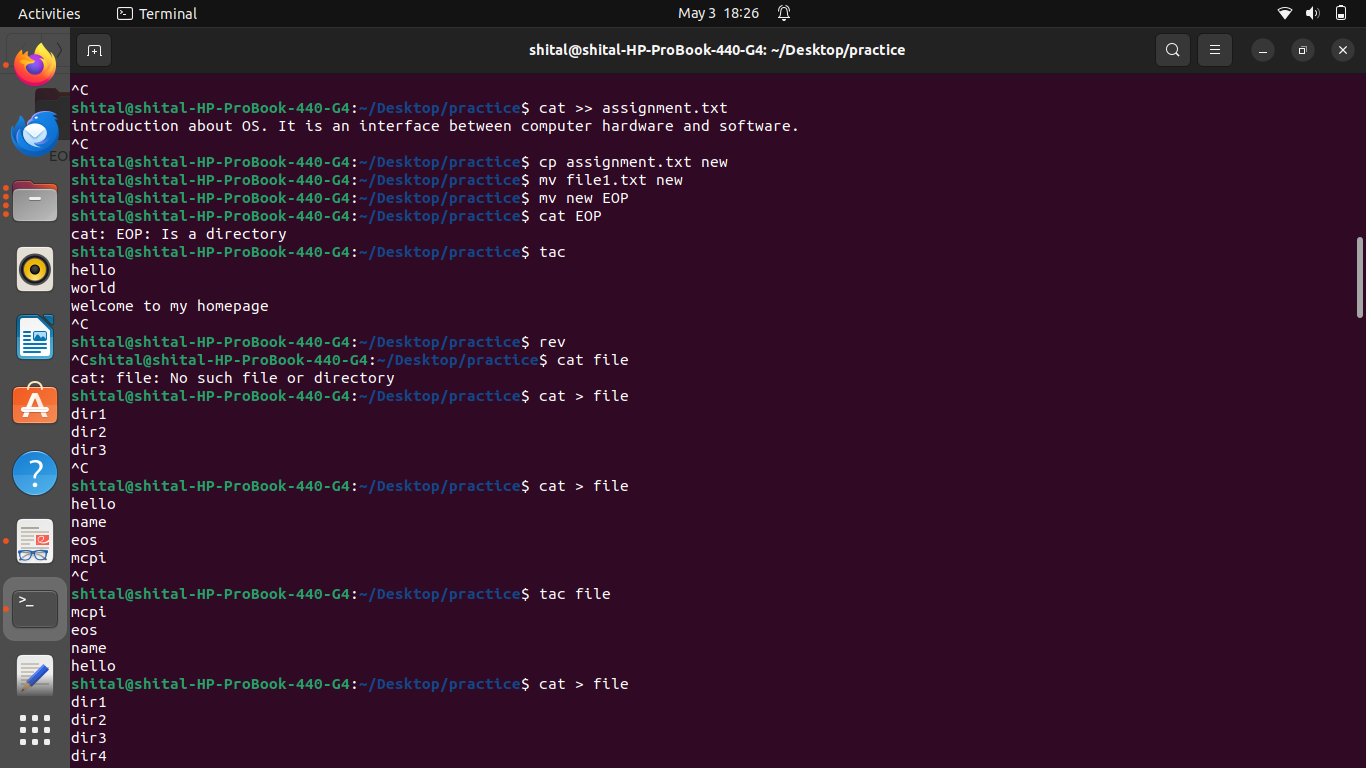 Activities
Terminal
May 3 18:26
shital@shital-HP-ProBook-440-G4: ~/Desktop/practice
^C
shital@shital-HP-ProBook-440-G4:~/Desktop/practice$ cat >> assignment.txt
introduction about OS. It is an interface between computer hardware and software.
^C
shital@shital-HP-ProBook-440-G4:~/Desktop/practice$ cp assignment.txt new
shital@shital-HP-ProBook-440-G4:~/Desktop/practice$ mv file1.txt new
shital@shital-HP-ProBook-440-G4:~/Desktop/practice$ mv new EOP
shital@shital-HP-ProBook-440-G4:~/Desktop/practice$ cat EOP
cat: EOP: Is a directory
shital@shital-HP-ProBook-440-G4:~/Desktop/practice$ tac
hello
world
welcome to my homepage
^C
shital@shital-HP-ProBook-440-G4:~/Desktop/practice$ rev
^Cshital@shital-HP-ProBook-440-G4:~/Desktop/practice$ cat file
cat: file: No such file or directory
shital@shital-HP-ProBook-440-G4:~/Desktop/practice$ cat > file
dir1
dir2
dir3
^C
shital@shital-HP-ProBook-440-G4:~/Desktop/practice$ cat > file
hello
name
eos
mcpi
^C
shital@shital-HP-ProBook-440-G4:~/Desktop/practice$ tac file
mcpi
eos
name
hello
shital@shital-HP-ProBook-440-G4:~/Desktop/practice$ cat > file
dir1
dir2
dir3
dir4